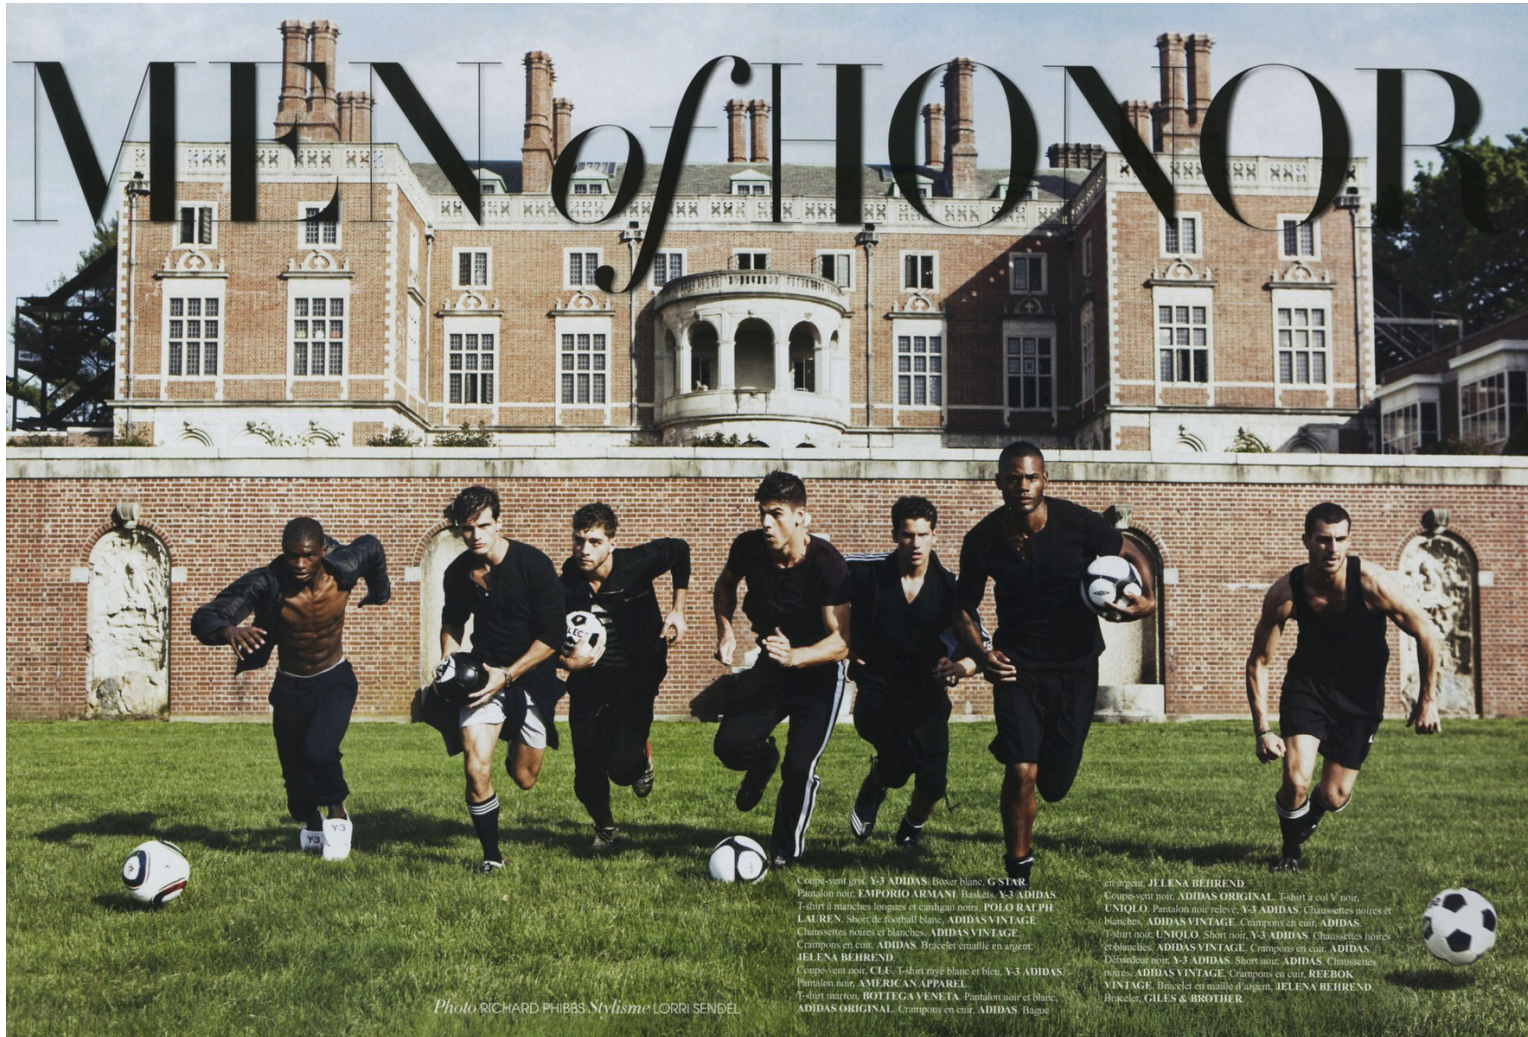 MEN of HONOR
LECT
Y-3
Y-3
Photo RICHARD PHIBBS Stylisme LORRI SENDEL
Coupe-vent gris, Y-3 ADIDAS. Boxer blanc, G STAR.
Pantalon noir, EMPORIO ARMANI. Baskets, Y-3 ADIDAS.
T-shirt à manches longues et cardigan noirs, POLO RALPH
LAUREN. Short de football blanc, ADIDAS VINTAGE.
Chaussettes noires et blanches, ADIDAS VINTAGE.
Crampons en cuir, ADIDAS. Bracelet émaillé en argent,
JELENA BEHREND.
Coupe-vent noir, CLU. T-shirt rayé blanc et bleu, Y-3 ADIDAS.
Pantalon noir, AMERICAN APPAREL.
T-shirt marron, BOTTEGA VENETA. Pantalon noir et blanc,
ADIDAS ORIGINAL. Crampons en cuir, ADIDAS. Bague
en argent, JELENA BEHREND.
Coupe-vent noir, ADIDAS ORIGINAL. T-shirt à col V noir,
UNIQLO. Pantalon noir relevé, Y-3 ADIDAS. Chaussettes noires et
blanches, ADIDAS VINTAGE. Crampons en cuir, ADIDAS.
T-shirt noir, UNIQLO. Short noir, Y-3 ADIDAS. Chaussettes noires
et blanches, ADIDAS VINTAGE. Crampons en cuir, ADIDAS.
Débardeur noir, Y-3 ADIDAS. Short noir, ADIDAS. Chaussettes
noires, ADIDAS VINTAGE. Crampons en cuir, REEBOK
VINTAGE. Bracelet en maille d'argent, JELENA BEHREND.
Bracelet, GILES & BROTHER.